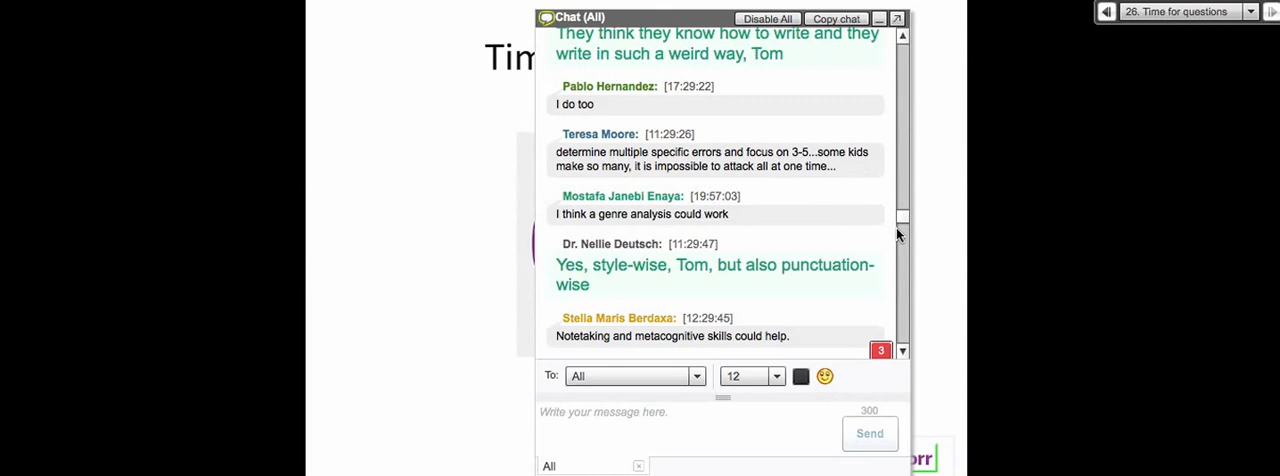 Chat (All)
Disable All
Copy chat
26. Time for questions
Tim
They think they know how to write and they
write in such a weird way, Tom
Pablo Hernandez: [17:29:22]
I do too
Teresa Moore: [11:29:26]
determine multiple specific errors and focus on 3-5...some kids
make so many, it is impossible to attack all at one time...
Mostafa Janebi Enaya: [19:57:03]
I think a genre analysis could work
Dr. Nellie Deutsch: [11:29:47]
Yes, style-wise, Tom, but also punctuation-
wise
Stella Maris Berdaxa: [12:29:45]
Notetaking and metacognitive skills could help.
3
To: All
12
Write your message here.
300
Send
All
orr